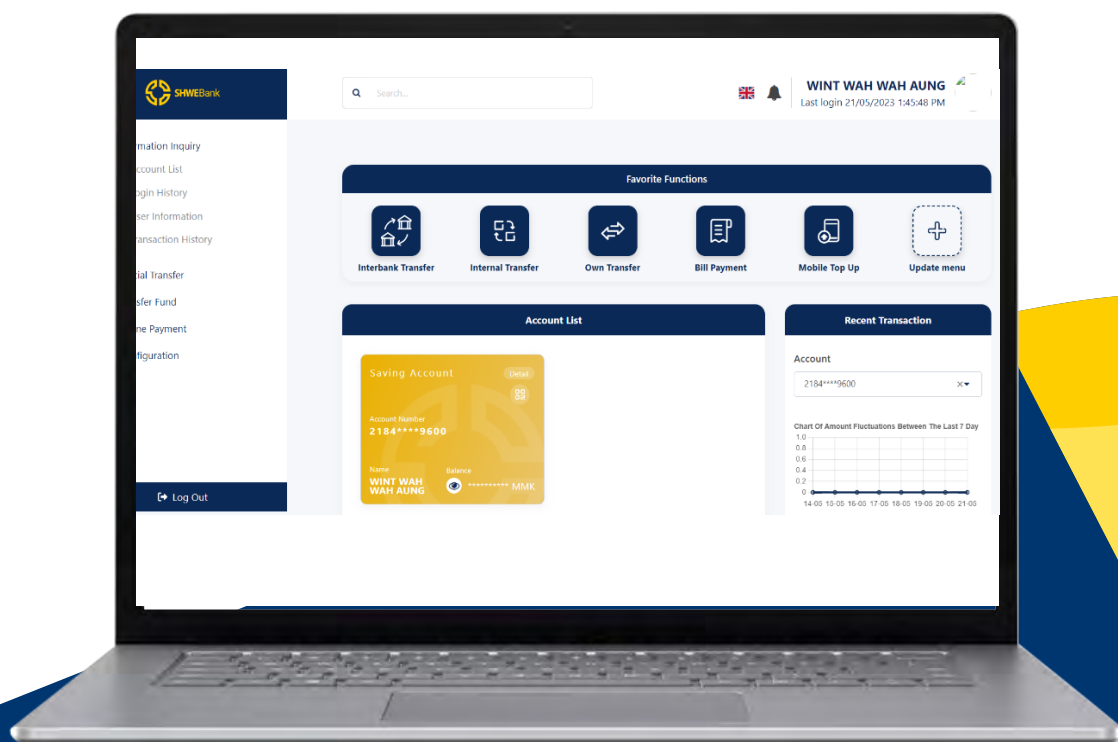 SHWEBank
Search...
WINT WAH WAH AUNG
Last login 21/05/2023 1:45:48 PM
rmation Inquiry
ccount List
ogin History
ser Information
ransaction History
cial Transfer
sfer Fund
ne Payment
figuration
Log Out
Favorite Functions
Interbank Transfer
Internal Transfer
Own Transfer
Bill Payment
Mobile Top Up
Update menu
Account List
Saving Account
Detail
Account Number
2184****9600
Name
WINT WAH
WAH AUNG
Balance
********** MMK
Recent Transaction
Account
2184****9600
Chart Of Amount Fluctuations Between The Last 7 Day
1.0
0.8
0.6
0.4
0.2
0
14-05 15-05 16-05 17-05 18-05 19-05 20-05 21-05